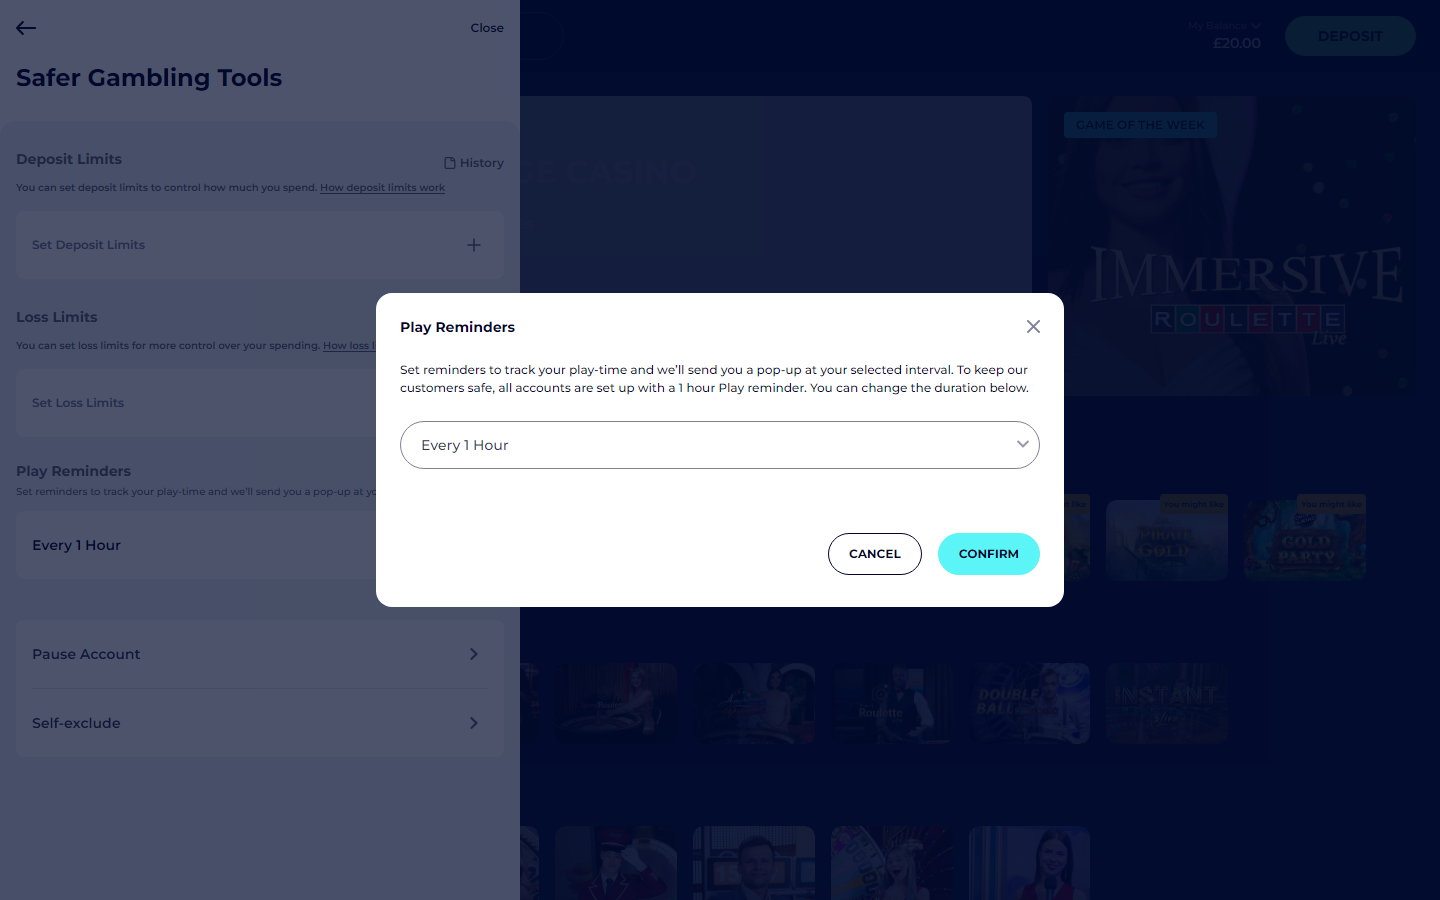 Close
My Balance
£20.00
DEPOSIT
Safer Gambling Tools
GAME OF THE WEEK
Deposit Limits
History
You can set deposit limits to control how much you spend. How deposit limits work
CASINO
Set Deposit Limits
IMMERSIVE
ROULETTE
Live
Loss Limits
You can set loss limits for more control over your spending. How loss
Set Loss Limits
Play Reminders
Set reminders to track your play-time and we'll send you a pop-up at your selected interval. To keep our
customers safe, all accounts are set up with a 1 hour Play reminder. You can change the duration below.
Every 1 Hour
CANCEL
CONFIRM
Play Reminders
Set reminders to track your play-time and we'll send you a pop-up at
Every 1 Hour
like
You might like
You might like
PIRATE
GOLD
GOLD
PARTY
Pause Account
Self-exclude
Roulette
DOUBLE
BALL
INSTANT